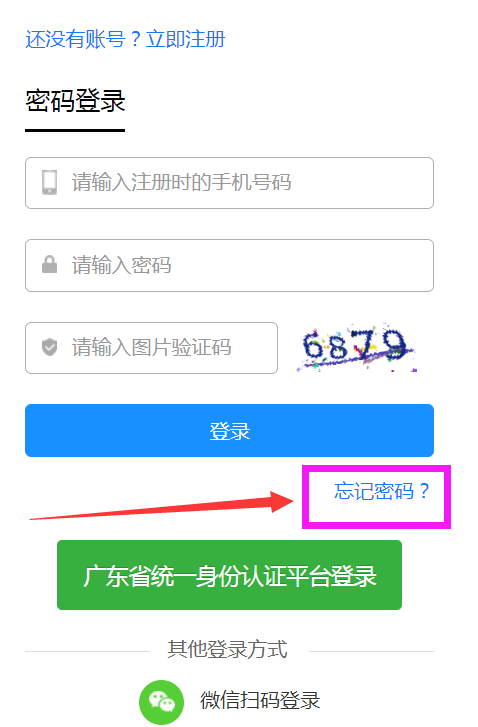 还没有账号？立即注册
密码登录
请输入注册时的手机号码
请输入密码
请输入图片验证码
6879
登录
忘记密码？
广东省统一身份认证平台登录
其他登录方式
微信扫码登录